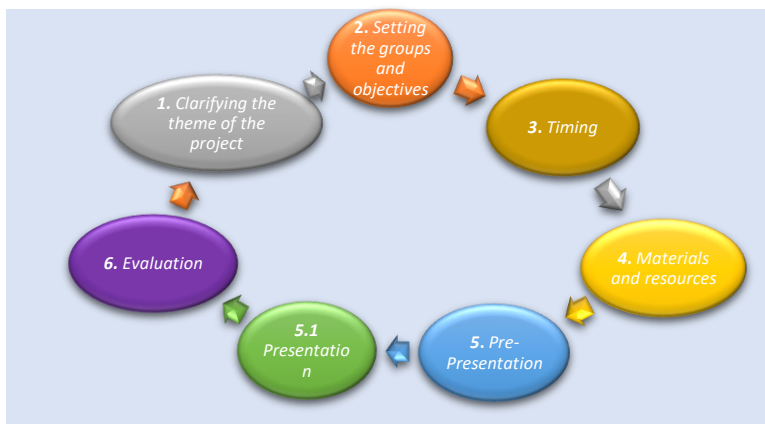 1. Clarifying the
theme of the
project
2. Setting
the groups
and
objectives
3. Timing
4. Materials
and resources
5. Pre-
Presentation
5.1
Presentatio
n
6. Evaluation